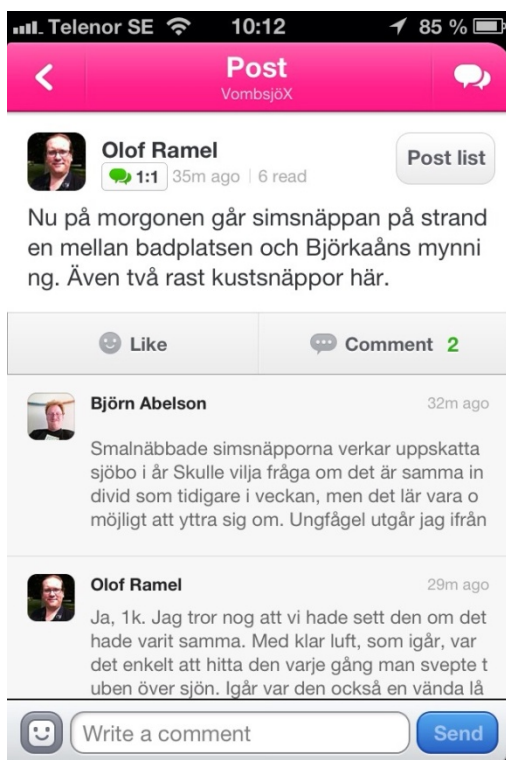 Telenor SE 10:12 85 %
Post
VombsjöX
Olof Ramel
Post list
1:1 35m ago 6 read
Nu på morgonen går simsnäppan på strand
en mellan badplatsen och Björkaåns mynni
ng. Även två rast kustsnäppor här.
Like Comment 2
Björn Abelson 32m ago
Smalnäbbade simsnäpporna verkar uppskatta
sjöbo i år Skulle vilja fråga om det är samma in
divid som tidigare i veckan, men det lär vara o
möjligt att yttra sig om. Ungfågel utgår jag ifrån
Olof Ramel 29m ago
Ja, 1k. Jag tror nog att vi hade sett den om det
hade varit samma. Med klar luft, som igår, var
det enkelt att hitta den varje gång man svepte t
uben över sjön. Igår var den också en vända lå
Write a comment Send